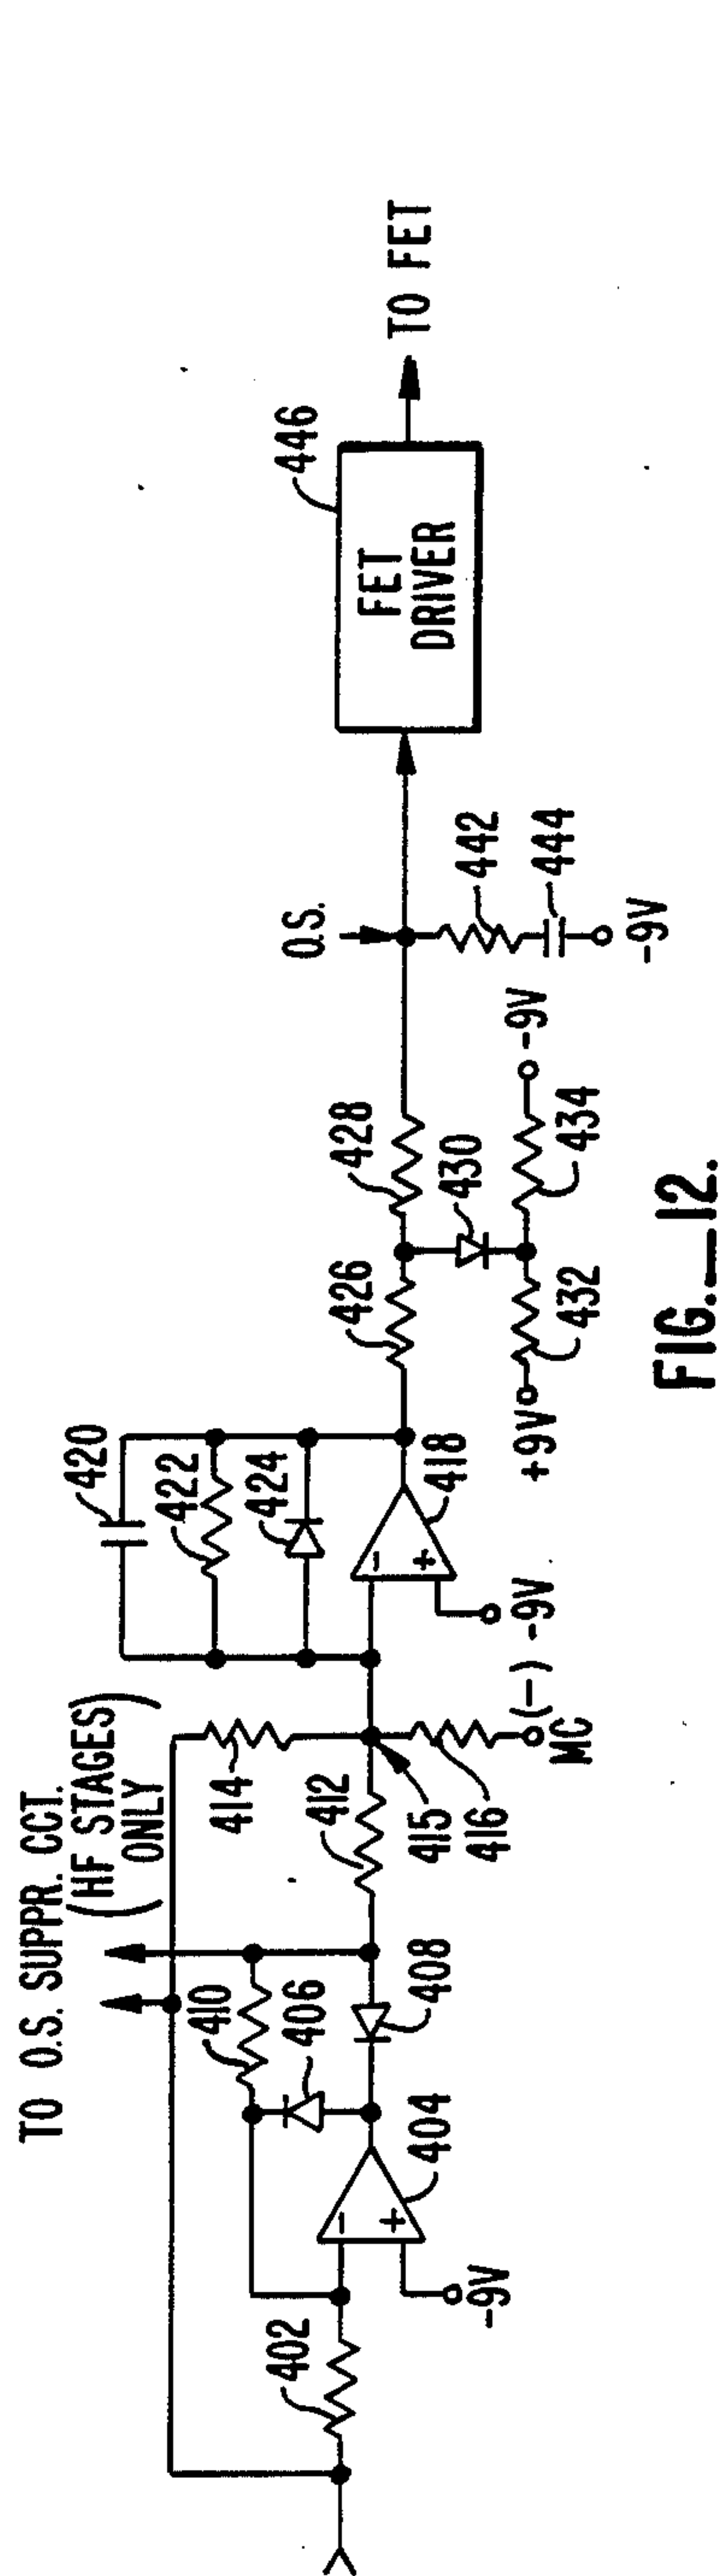 TO O.S. SUPPR. CCT.
(HF STAGES
ONLY)
420
422
424
410
406
414
412
408
402
404
415
416
418
426
428
430
432
434
442
444
446
-
+
-9V
-
+
-9V
(-)
MC
+9V
-9V
O.S.
-9V
FET
DRIVER
TO FET
FIG._12.